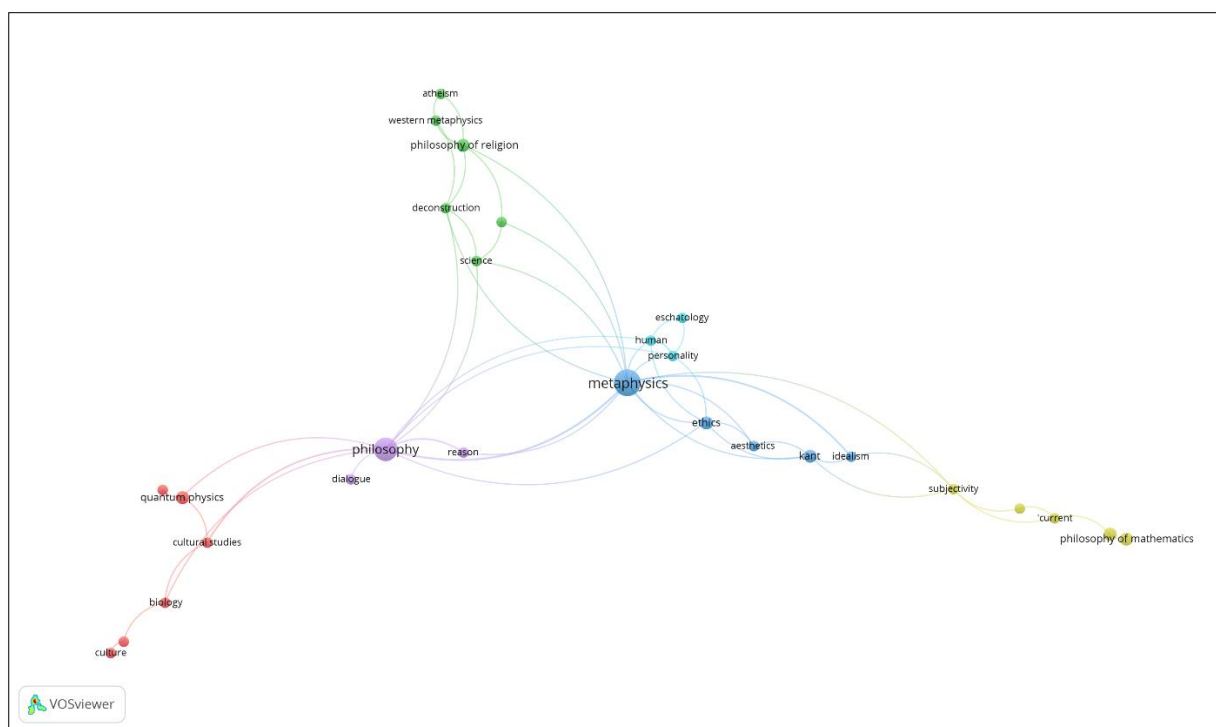 atheism
western metaphysics
philosophy of religion
deconstruction
science
eschatology
human
personality
metaphysics
ethics
aesthetics
kant
idealism
philosophy
reason
dialogue
subjectivity
'current
philosophy of mathematics
quantum physics
cultural studies
biology
culture
VOSviewer